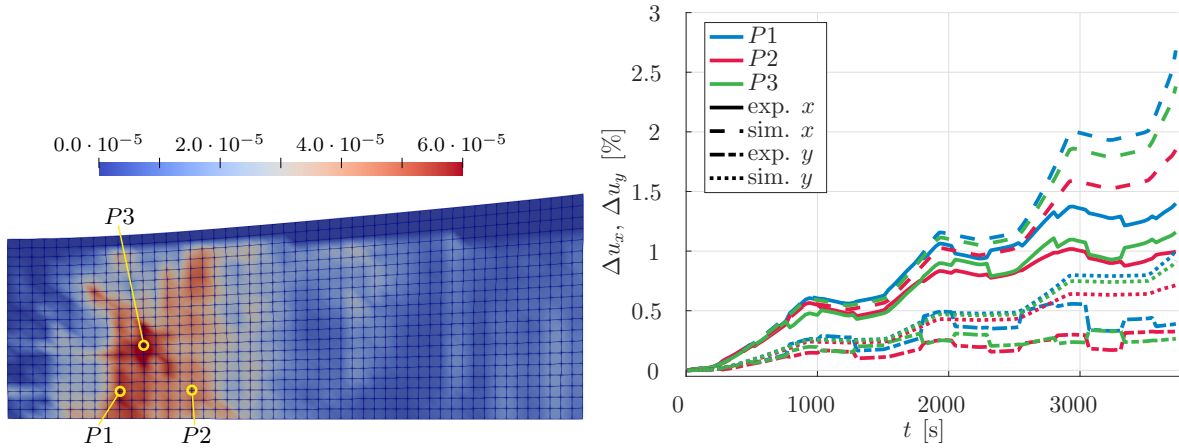 0.0 · 10⁻⁵ 2.0 · 10⁻⁵ 4.0 · 10⁻⁵ 6.0 · 10⁻⁵
P3
P1 P2
3
2.5
2
1.5
1
0.5
0
Δuₓ, Δu_y [%]
P1
P2
P3
exp. x
sim. x
exp. y
sim. y
0 1000 2000 3000
t [s]